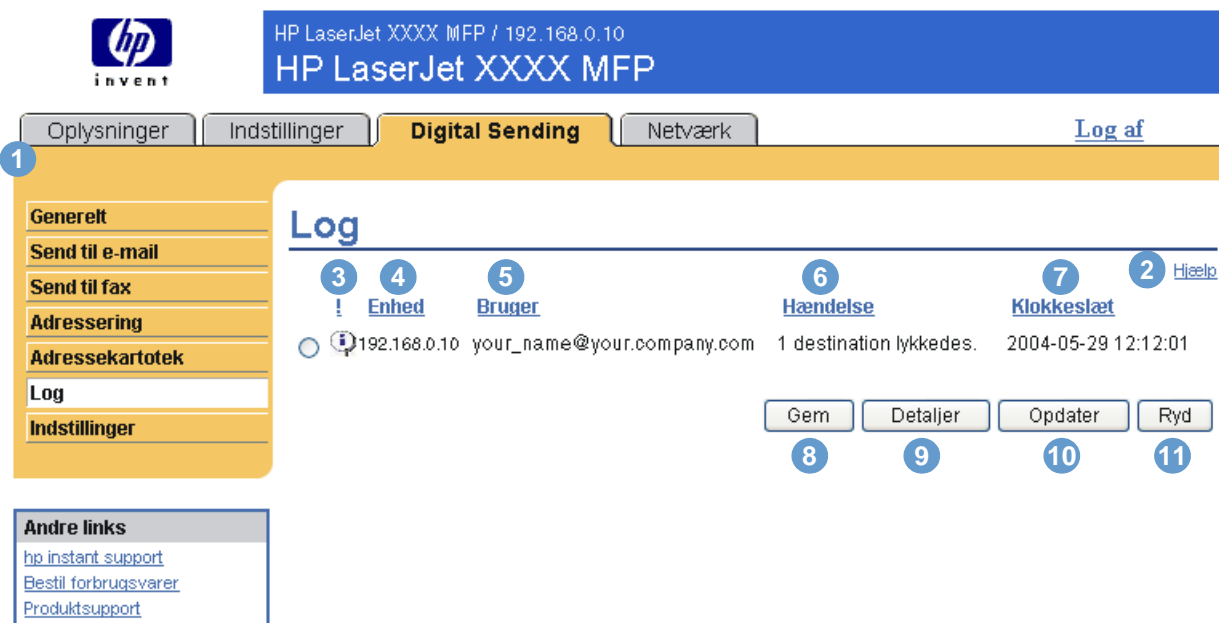 hp
invent
HP LaserJet XXXX MFP / 192.168.0.10
HP LaserJet XXXX MFP
Oplysninger Indstillinger Digital Sending Netværk Log af
1
Generelt
Send til e-mail
Send til fax
Adressering
Adressekartotek
Log
Indstillinger
Log
3 4 5 6 7 2 Hjælp
! Enhed Bruger Hændelse Klokkeslæt
192.168.0.10 your_name@your.company.com 1 destination lykkedes. 2004-05-29 12:12:01
Gem Detaljer Opdater Ryd
8 9 10 11
Andre links
hp instant support
Bestil forbrugsvarer
Produktsupport